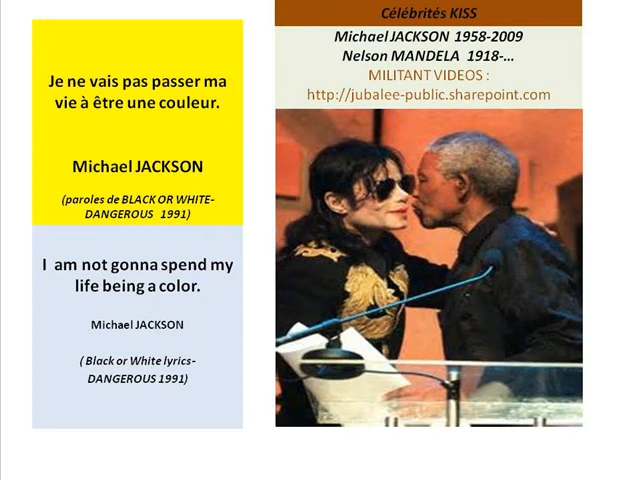 Je ne vais pas passer ma
vie à être une couleur.
Michael JACKSON
(paroles de BLACK OR WHITE-
DANGEROUS 1991)
I am not gonna spend my
life being a color.
Michael JACKSON
( Black or White lyrics-
DANGEROUS 1991)
Célébrités KISS
Michael JACKSON 1958-2009
Nelson MANDELA 1918-...
MILITANT VIDEOS :
http://jubalee-public.sharepoint.com